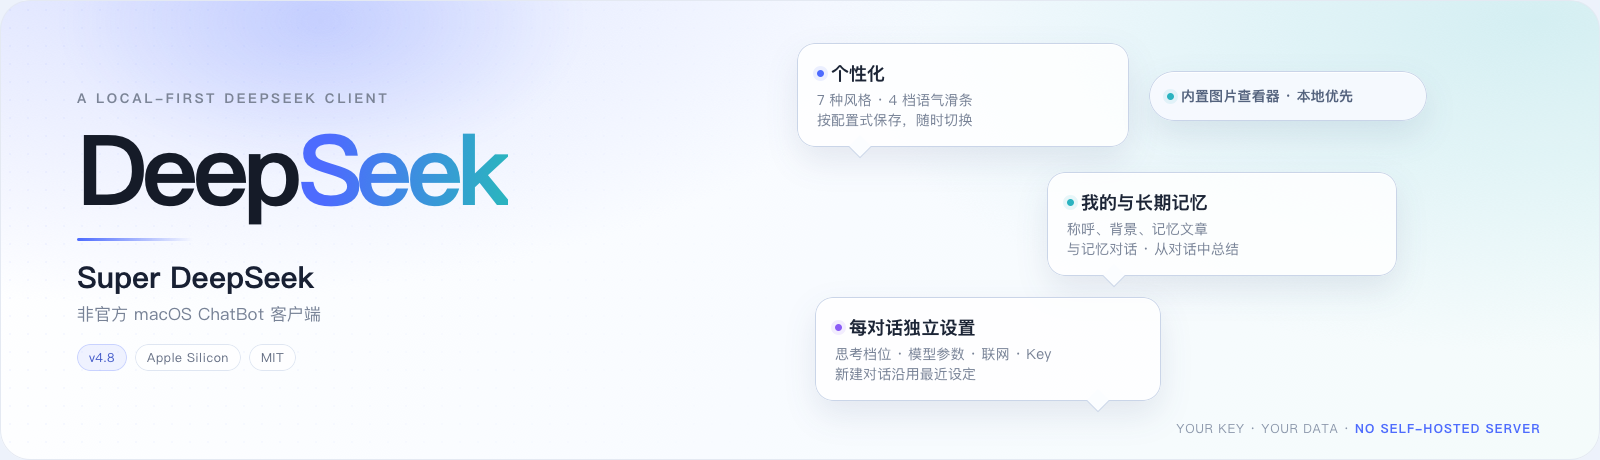 A LOCAL-FIRST DEEPSEEK CLIENT
DeepSeek
Super DeepSeek
非官方 macOS ChatBot 客户端
v4.8
Apple Silicon
MIT
个性化
7 种风格 · 4 档语气滑条
按配置式保存，随时切换
内置图片查看器 · 本地优先
我的与长期记忆
称呼、背景、记忆文章
与记忆对话 · 从对话中总结
每对话独立设置
思考档位 · 模型参数 · 联网 · Key
新建对话沿用最近设定
YOUR KEY · YOUR DATA · NO SELF-HOSTED SERVER